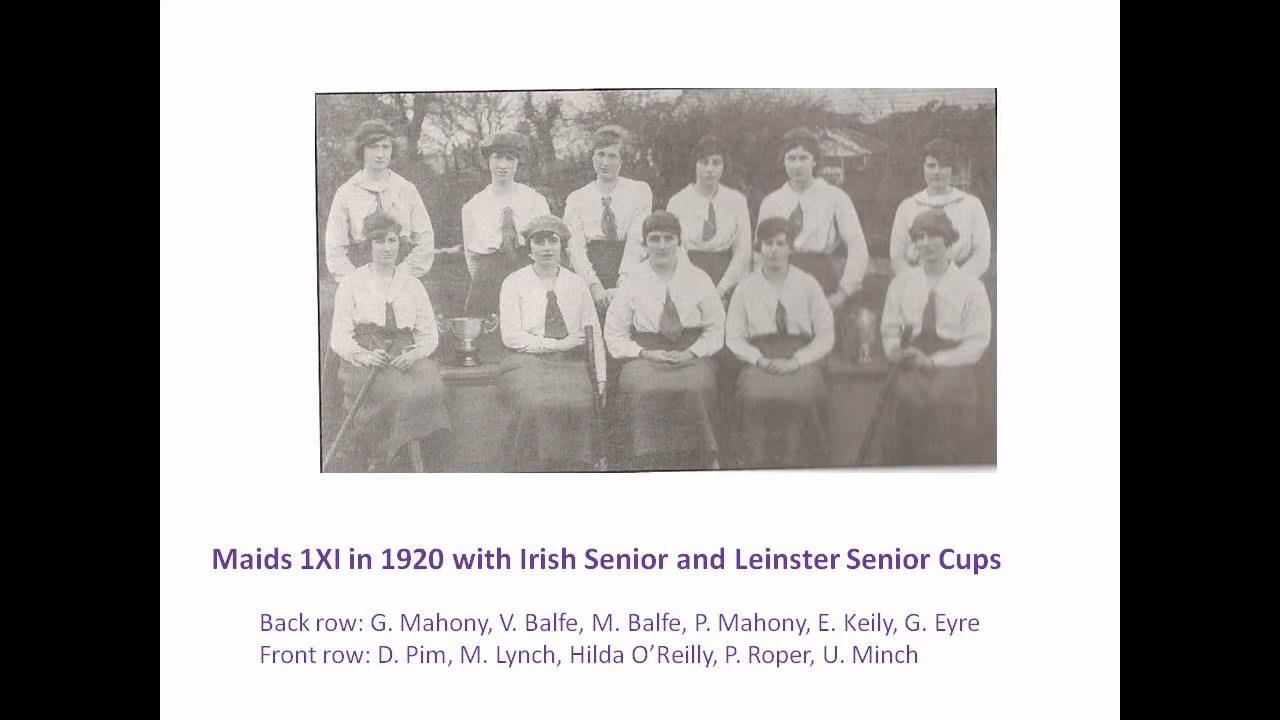 Maids 1XI in 1920 with Irish Senior and Leinster Senior Cups
Back row: G. Mahony, V. Balfe, M. Balfe, P. Mahony, E. Keily, G. Eyre
Front row: D. Pim, M. Lynch, Hilda O’Reilly, P. Roper, U. Minch